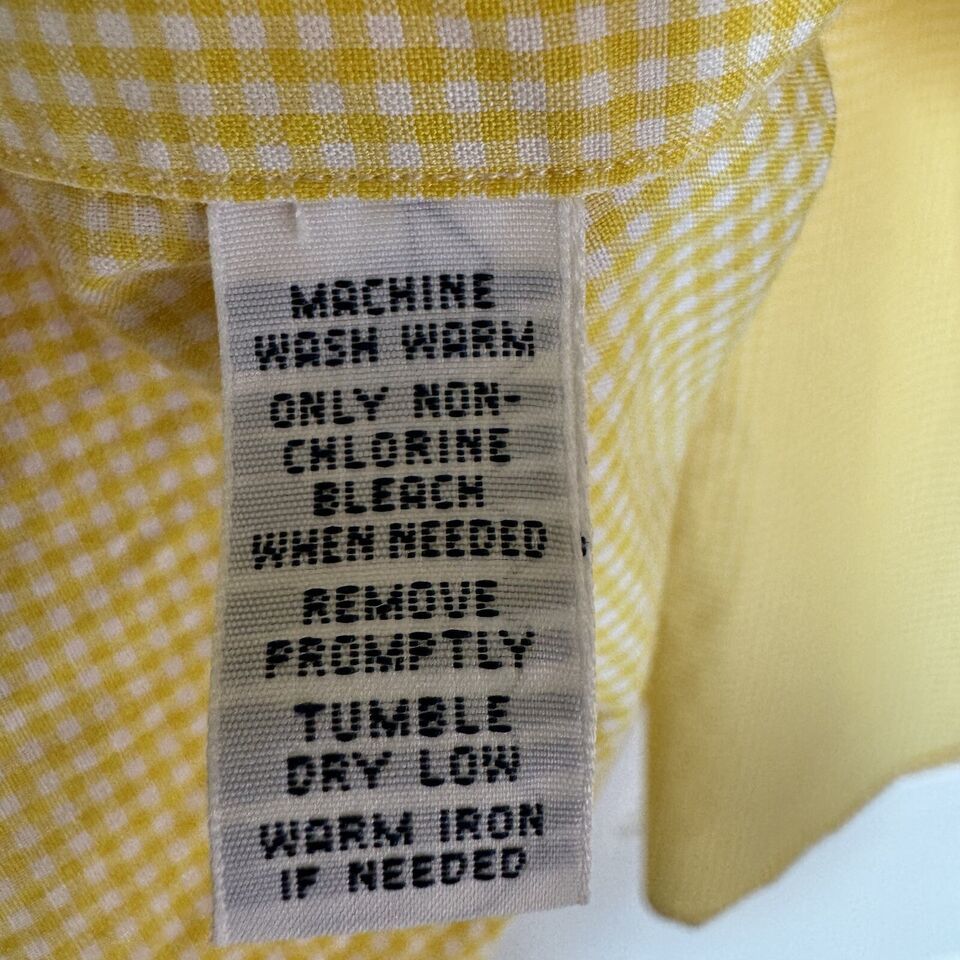 MACHINE
WASH WARM
ONLY NON-
CHLORINE
BLEACH
WHEN NEEDED
REMOVE
PROMPTLY
TUMBLE
DRY LOW
WARM IRON
IF NEEDED